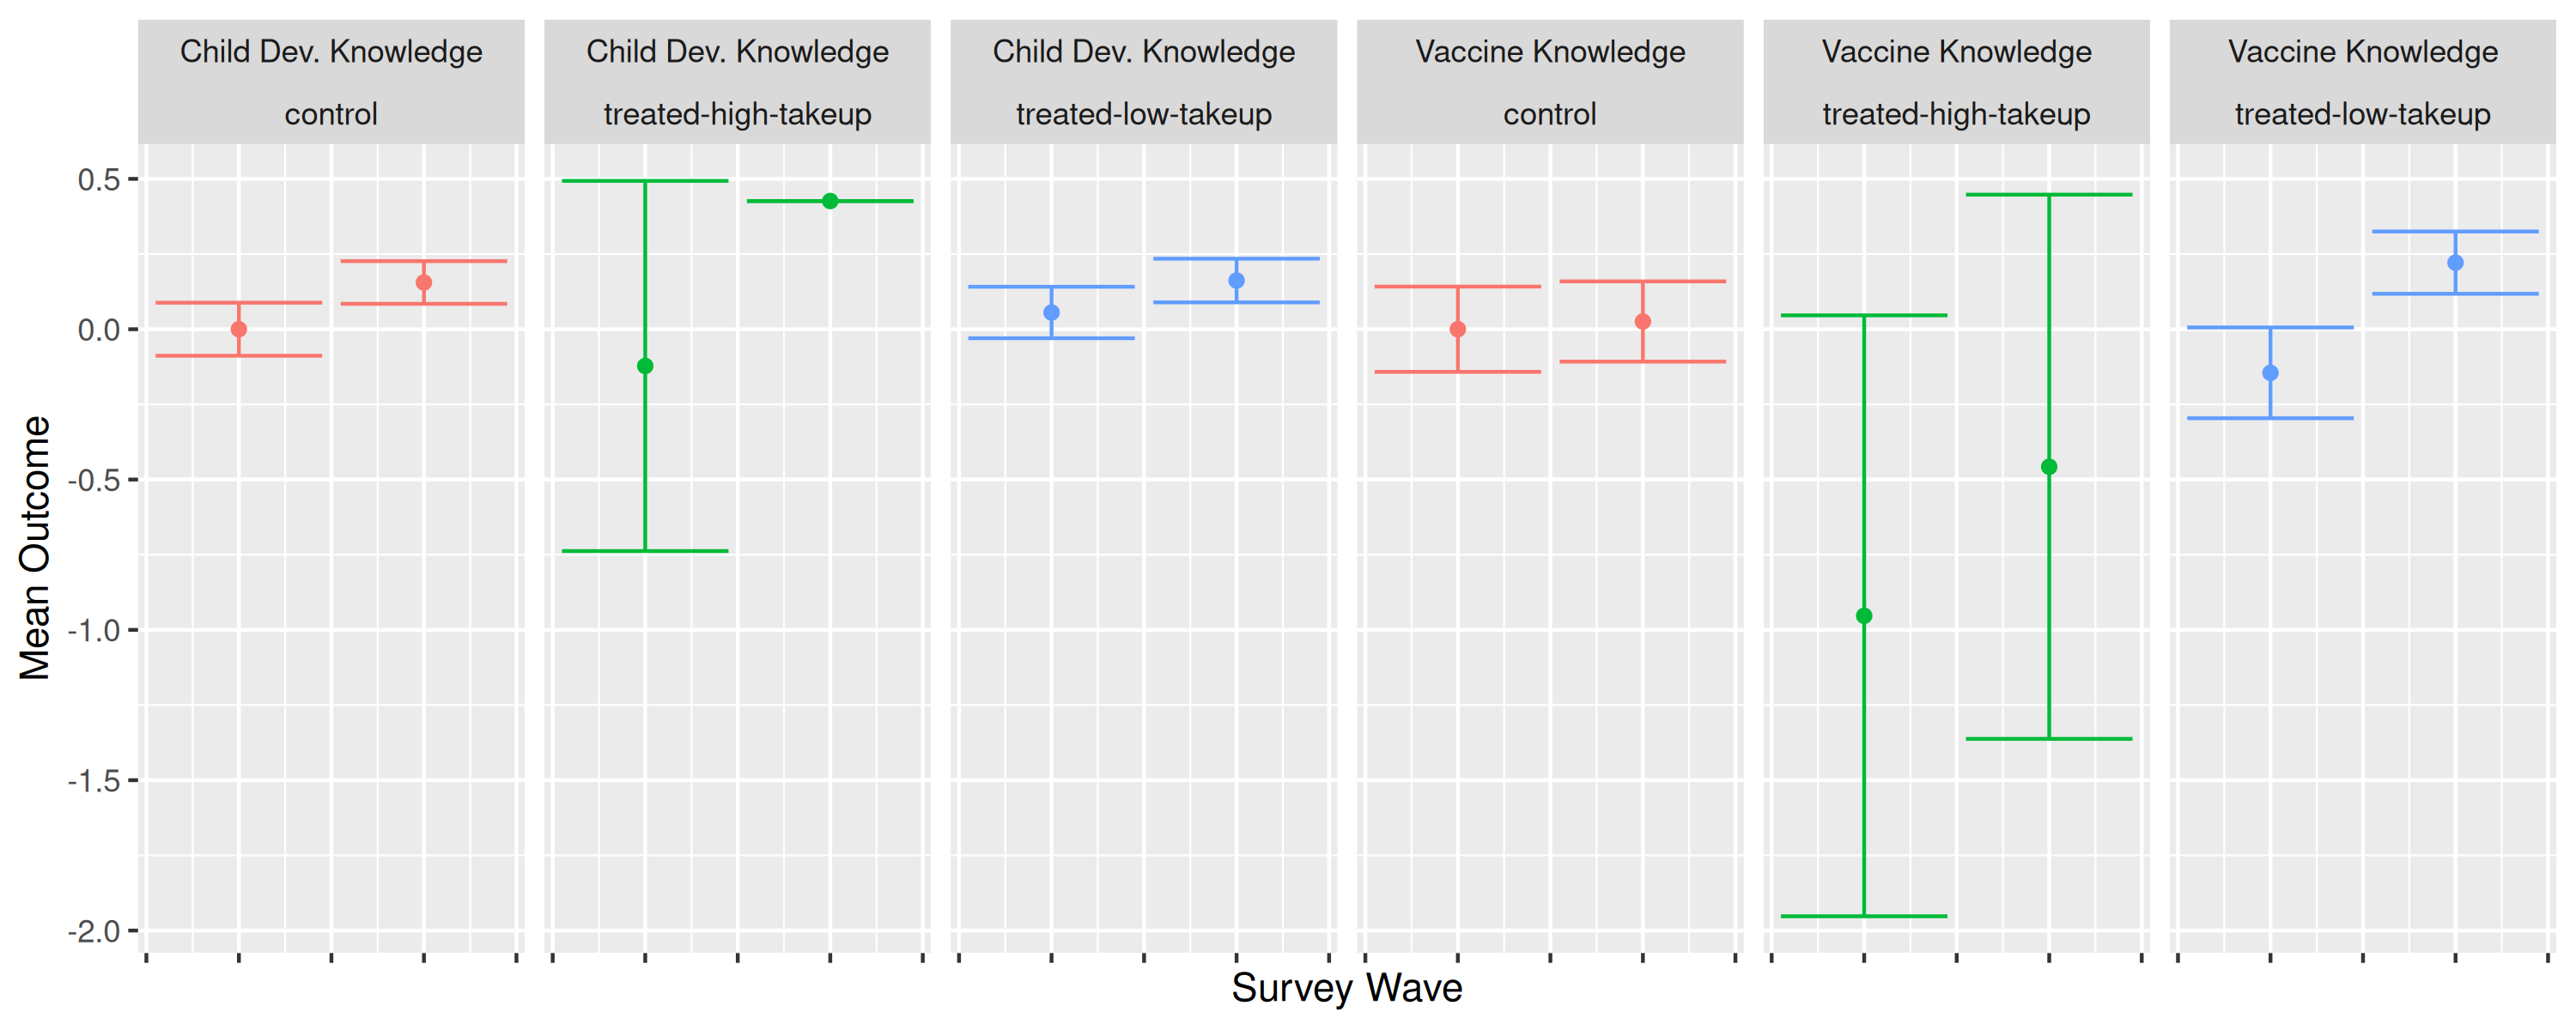 Child Dev. Knowledge
control
Child Dev. Knowledge
treated-high-takeup
Child Dev. Knowledge
treated-low-takeup
Vaccine Knowledge
control
Vaccine Knowledge
treated-high-takeup
Vaccine Knowledge
treated-low-takeup
0.5
0.0
-0.5
-1.0
-1.5
-2.0
Mean Outcome
Survey Wave